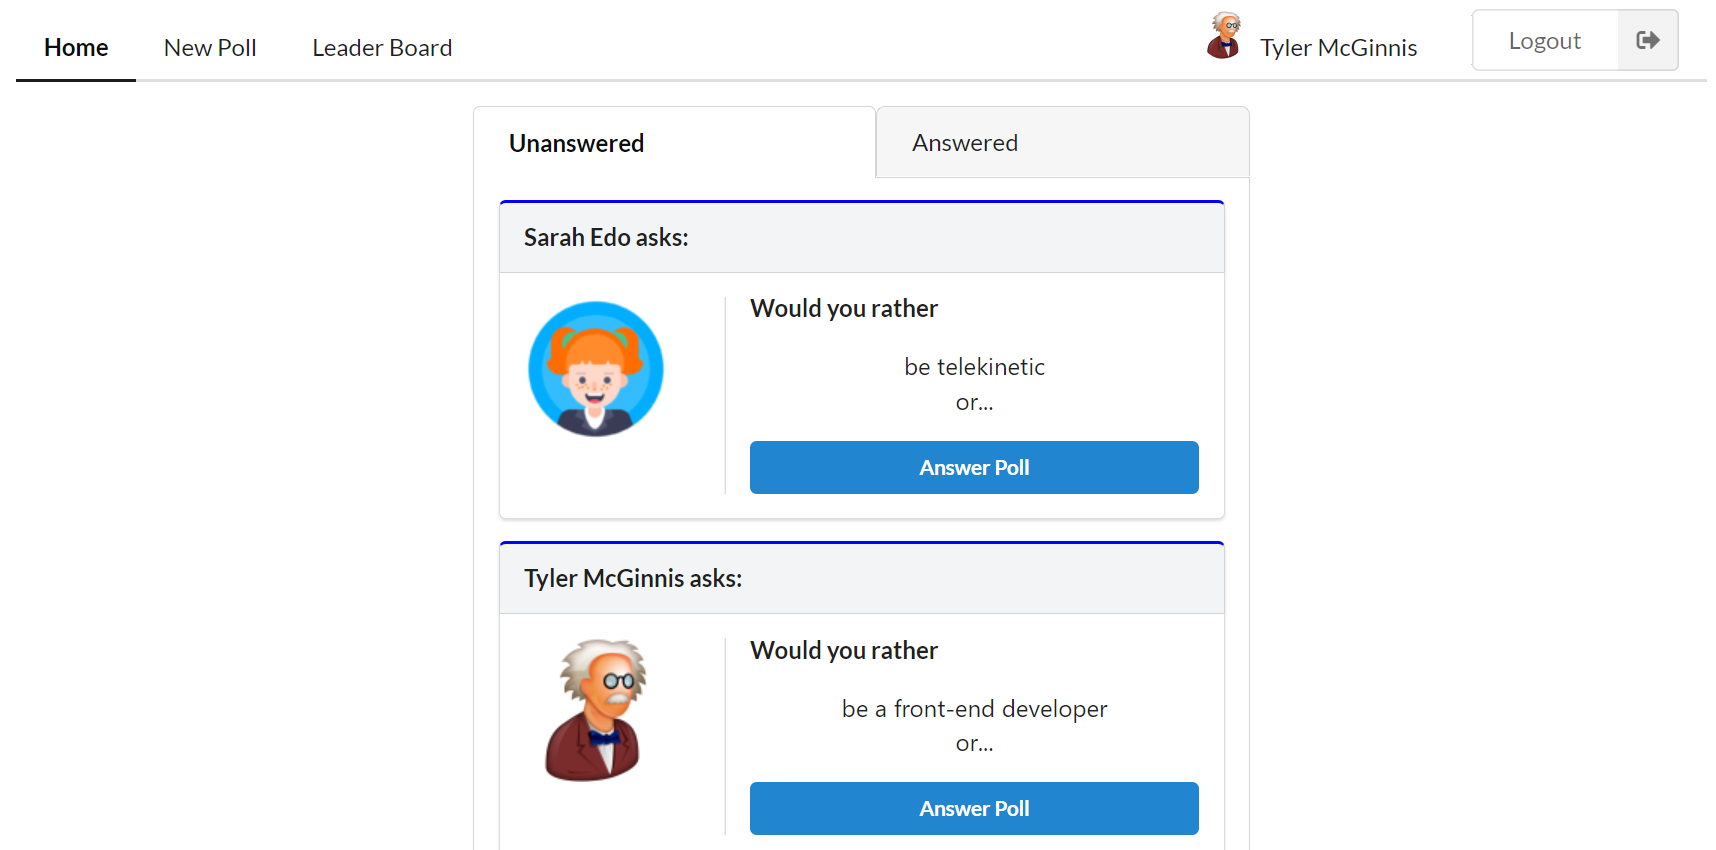 Home New Poll Leader Board Tyler McGinnis Logout
Unanswered Answered
Sarah Edo asks:
Would you rather
be telekinetic
or...
Answer Poll
Tyler McGinnis asks:
Would you rather
be a front-end developer
or...
Answer Poll